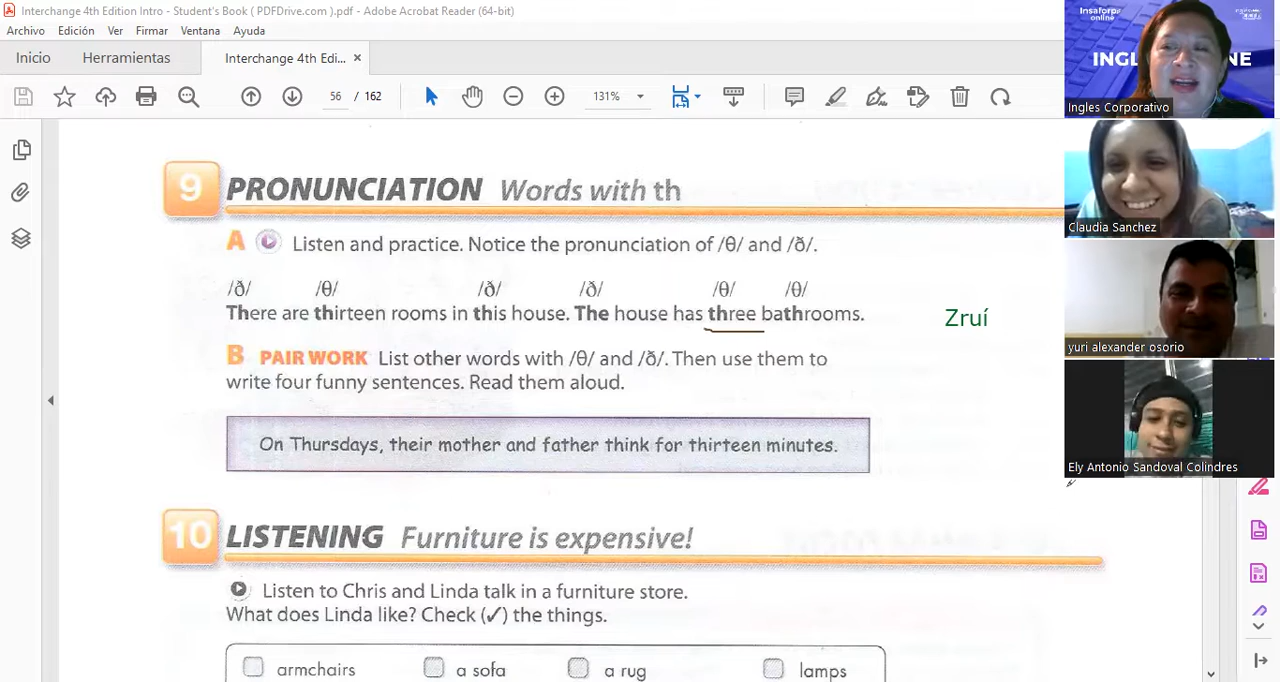 Interchange 4th Edition Intro - Student's Book ( PDFDrive.com ).pdf - Adobe Acrobat Reader (64-bit)
Archivo Edición Ver Firmar Ventana Ayuda
Inicio Herramientas Interchange 4th Edi... ×
56 / 162 131%
9 PRONUNCIATION Words with th
A Listen and practice. Notice the pronunciation of /θ/ and /ð/.
/ð/ /θ/ /ð/ /ð/ /θ/ /θ/
There are thirteen rooms in this house. The house has three bathrooms.
Zruí
B PAIR WORK List other words with /θ/ and /ð/. Then use them to
write four funny sentences. Read them aloud.
On Thursdays, their mother and father think for thirteen minutes.
10 LISTENING Furniture is expensive!
Listen to Chris and Linda talk in a furniture store.
What does Linda like? Check (✓) the things.
armchairs a sofa a rug lamps
Insaforp
online
INGL NE
Ingles Corporativo
Claudia Sanchez
yuri alexander osorio
Ely Antonio Sandoval Colindres